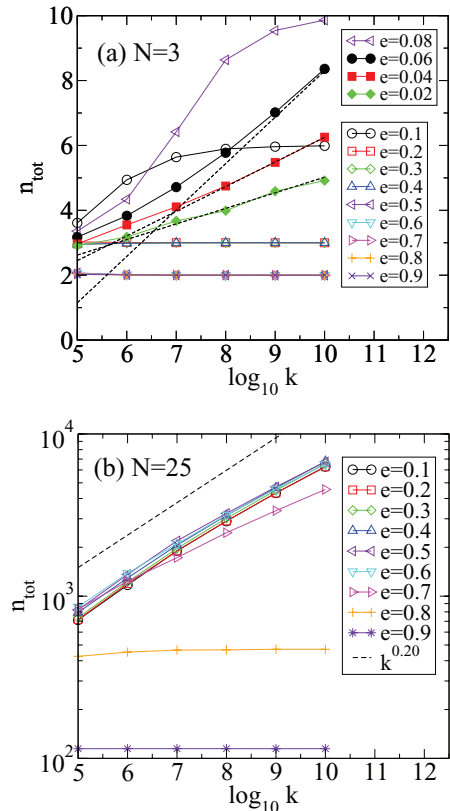 (a) N=3
n_tot
10
8
6
4
2
0
5 6 7 8 9 10 11 12
log_10 k
e=0.08
e=0.06
e=0.04
e=0.02
e=0.1
e=0.2
e=0.3
e=0.4
e=0.5
e=0.6
e=0.7
e=0.8
e=0.9
(b) N=25
n_tot
10^4
10^3
10^2
5 6 7 8 9 10 11 12
log_10 k
e=0.1
e=0.2
e=0.3
e=0.4
e=0.5
e=0.6
e=0.7
e=0.8
e=0.9
k^0.20